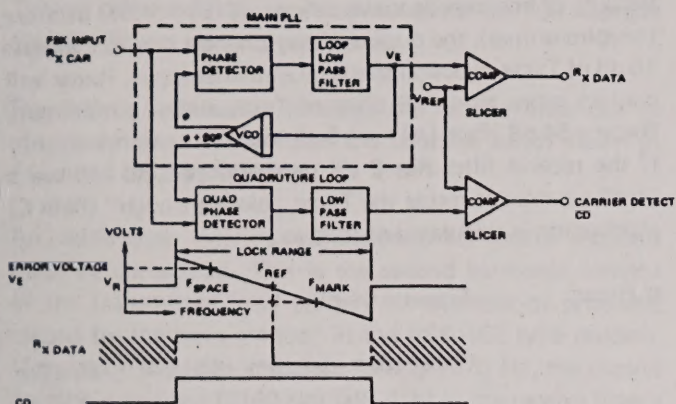 MAIN PLL
FSK INPUT
RX CAR
PHASE
DETECTOR
LOOP
LOW
PASS
FILTER
VE
VREF
COMP
SLICER
RX DATA
φ
φ + 90°
VCO
QUADRUTURE LOOP
QUAD
PHASE
DETECTOR
LOW
PASS
FILTER
COMP
SLICER
CARRIER DETECT
CD
VOLTS
LOCK RANGE
ERROR VOLTAGE
VE
VR
FSPACE
FREF
FMARK
FREQUENCY
RX DATA
CD